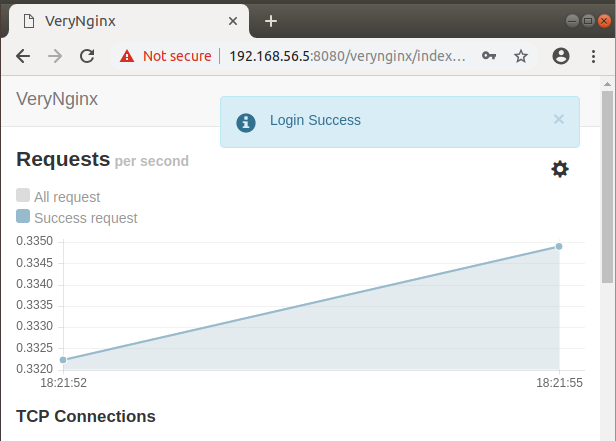 VeryNginx
Not secure 192.168.56.5:8080/verynginx/index...
VeryNginx
Login Success
Requests per second
All request
Success request
0.3350
0.3345
0.3340
0.3335
0.3330
0.3325
0.3320
18:21:52 18:21:55
TCP Connections